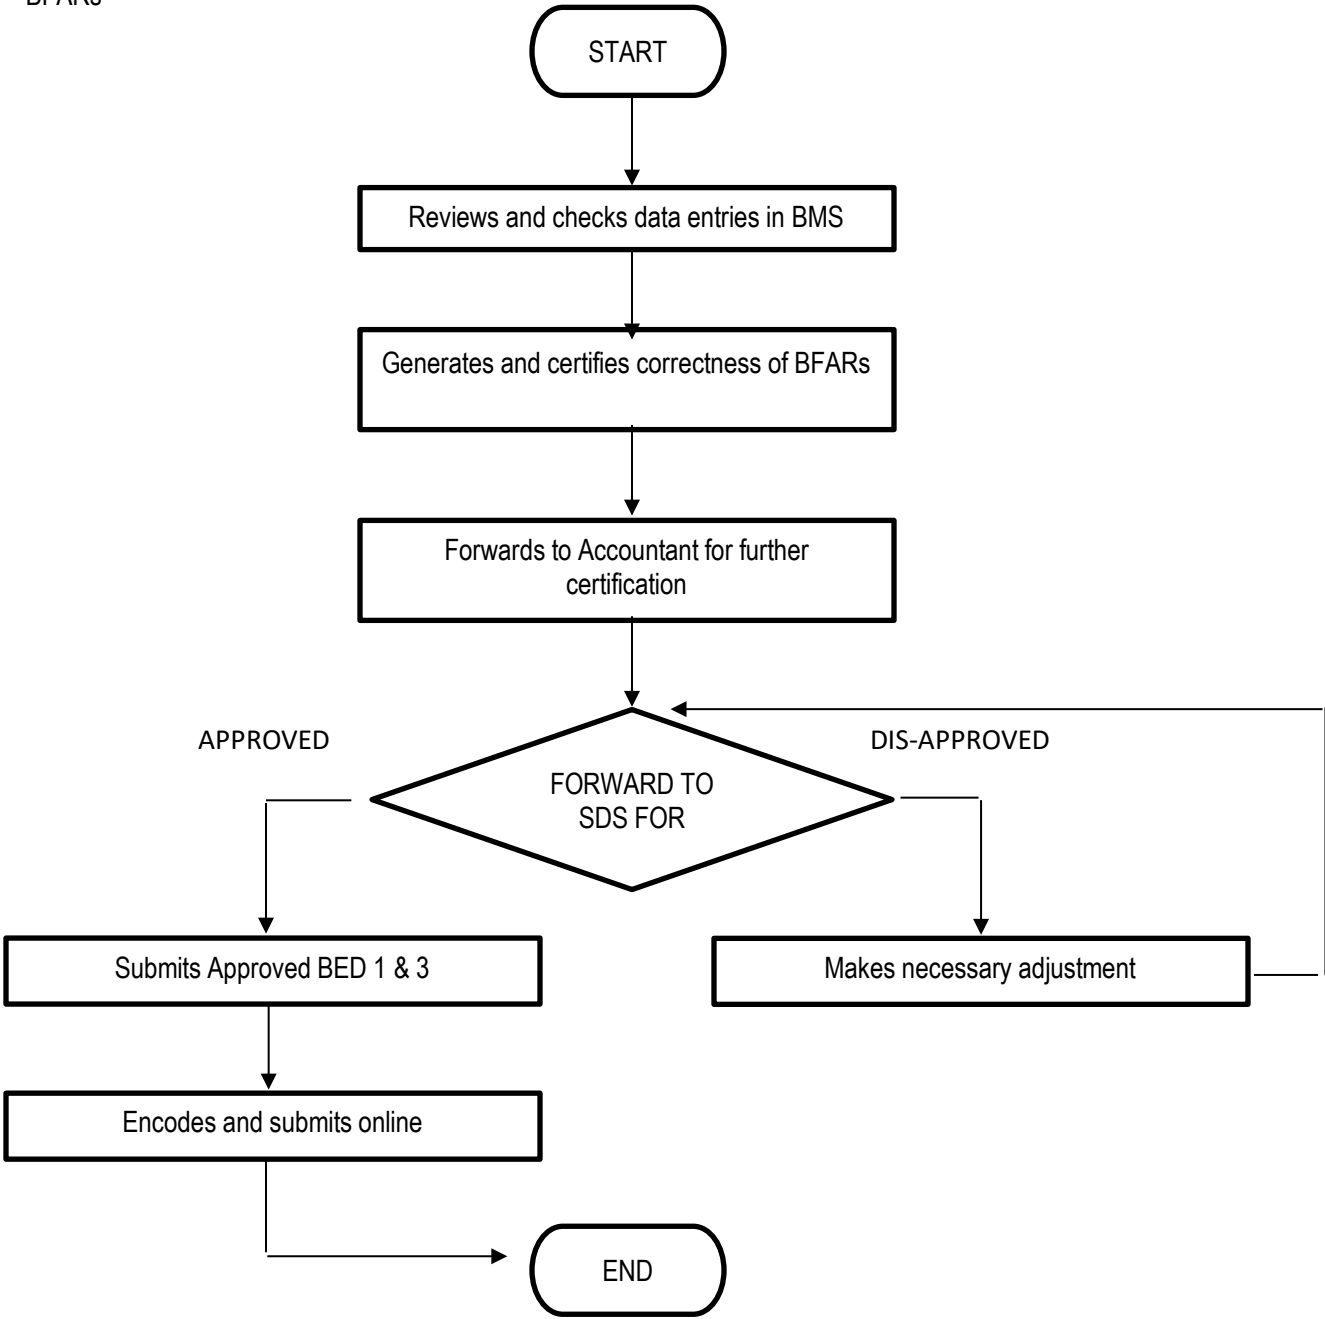 BFARs
START
Reviews and checks data entries in BMS
Generates and certifies correctness of BFARs
Forwards to Accountant for further
certification
APPROVED
DIS-APPROVED
FORWARD TO
SDS FOR
Submits Approved BED 1 & 3
Makes necessary adjustment
Encodes and submits online
END